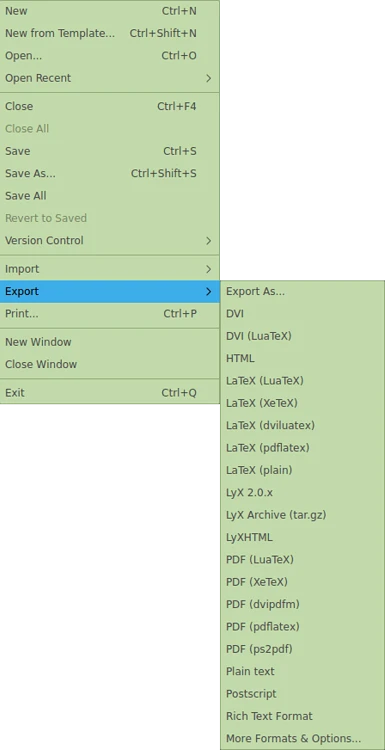 New Ctrl+N
New from Template... Ctrl+Shift+N
Open... Ctrl+O
Open Recent
Close Ctrl+F4
Close All
Save Ctrl+S
Save As... Ctrl+Shift+S
Save All
Revert to Saved
Version Control
Import
Export
Print... Ctrl+P
New Window
Close Window
Exit Ctrl+Q
Export As...
DVI
DVI (LuaTeX)
HTML
LaTeX (LuaTeX)
LaTeX (XeTeX)
LaTeX (dviluatex)
LaTeX (pdflatex)
LaTeX (plain)
LyX 2.0.x
LyX Archive (tar.gz)
LyXHTML
PDF (LuaTeX)
PDF (XeTeX)
PDF (dvipdfm)
PDF (pdflatex)
PDF (ps2pdf)
Plain text
Postscript
Rich Text Format
More Formats & Options...